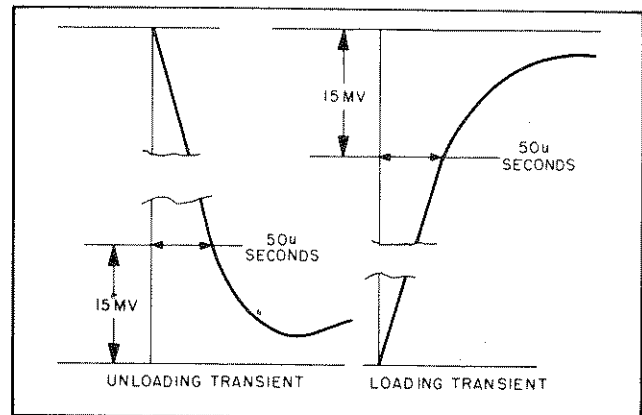 15 MV
50u
SECONDS
15 MV
50u
SECONDS
UNLOADING TRANSIENT
LOADING TRANSIENT